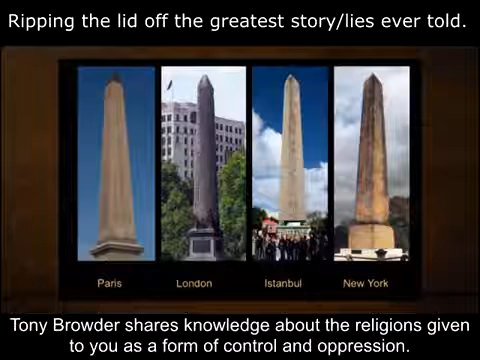 Ripping the lid off the greatest story/lies ever told.
Paris London Istanbul New York
Tony Browder shares knowledge about the religions given
to you as a form of control and oppression.